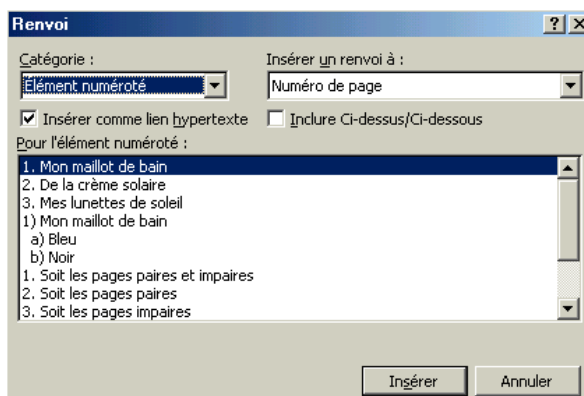 Renvoi
Catégorie :
Insérer un renvoi à :
Élément numéroté
Numéro de page
Insérer comme lien hypertexte
Inclure Ci-dessus/Ci-dessous
Pour l'élément numéroté :
1. Mon maillot de bain
2. De la crème solaire
3. Mes lunettes de soleil
1) Mon maillot de bain
a) Bleu
b) Noir
1. Soit les pages paires et impaires
2. Soit les pages paires
3. Soit les pages impaires
Insérer
Annuler